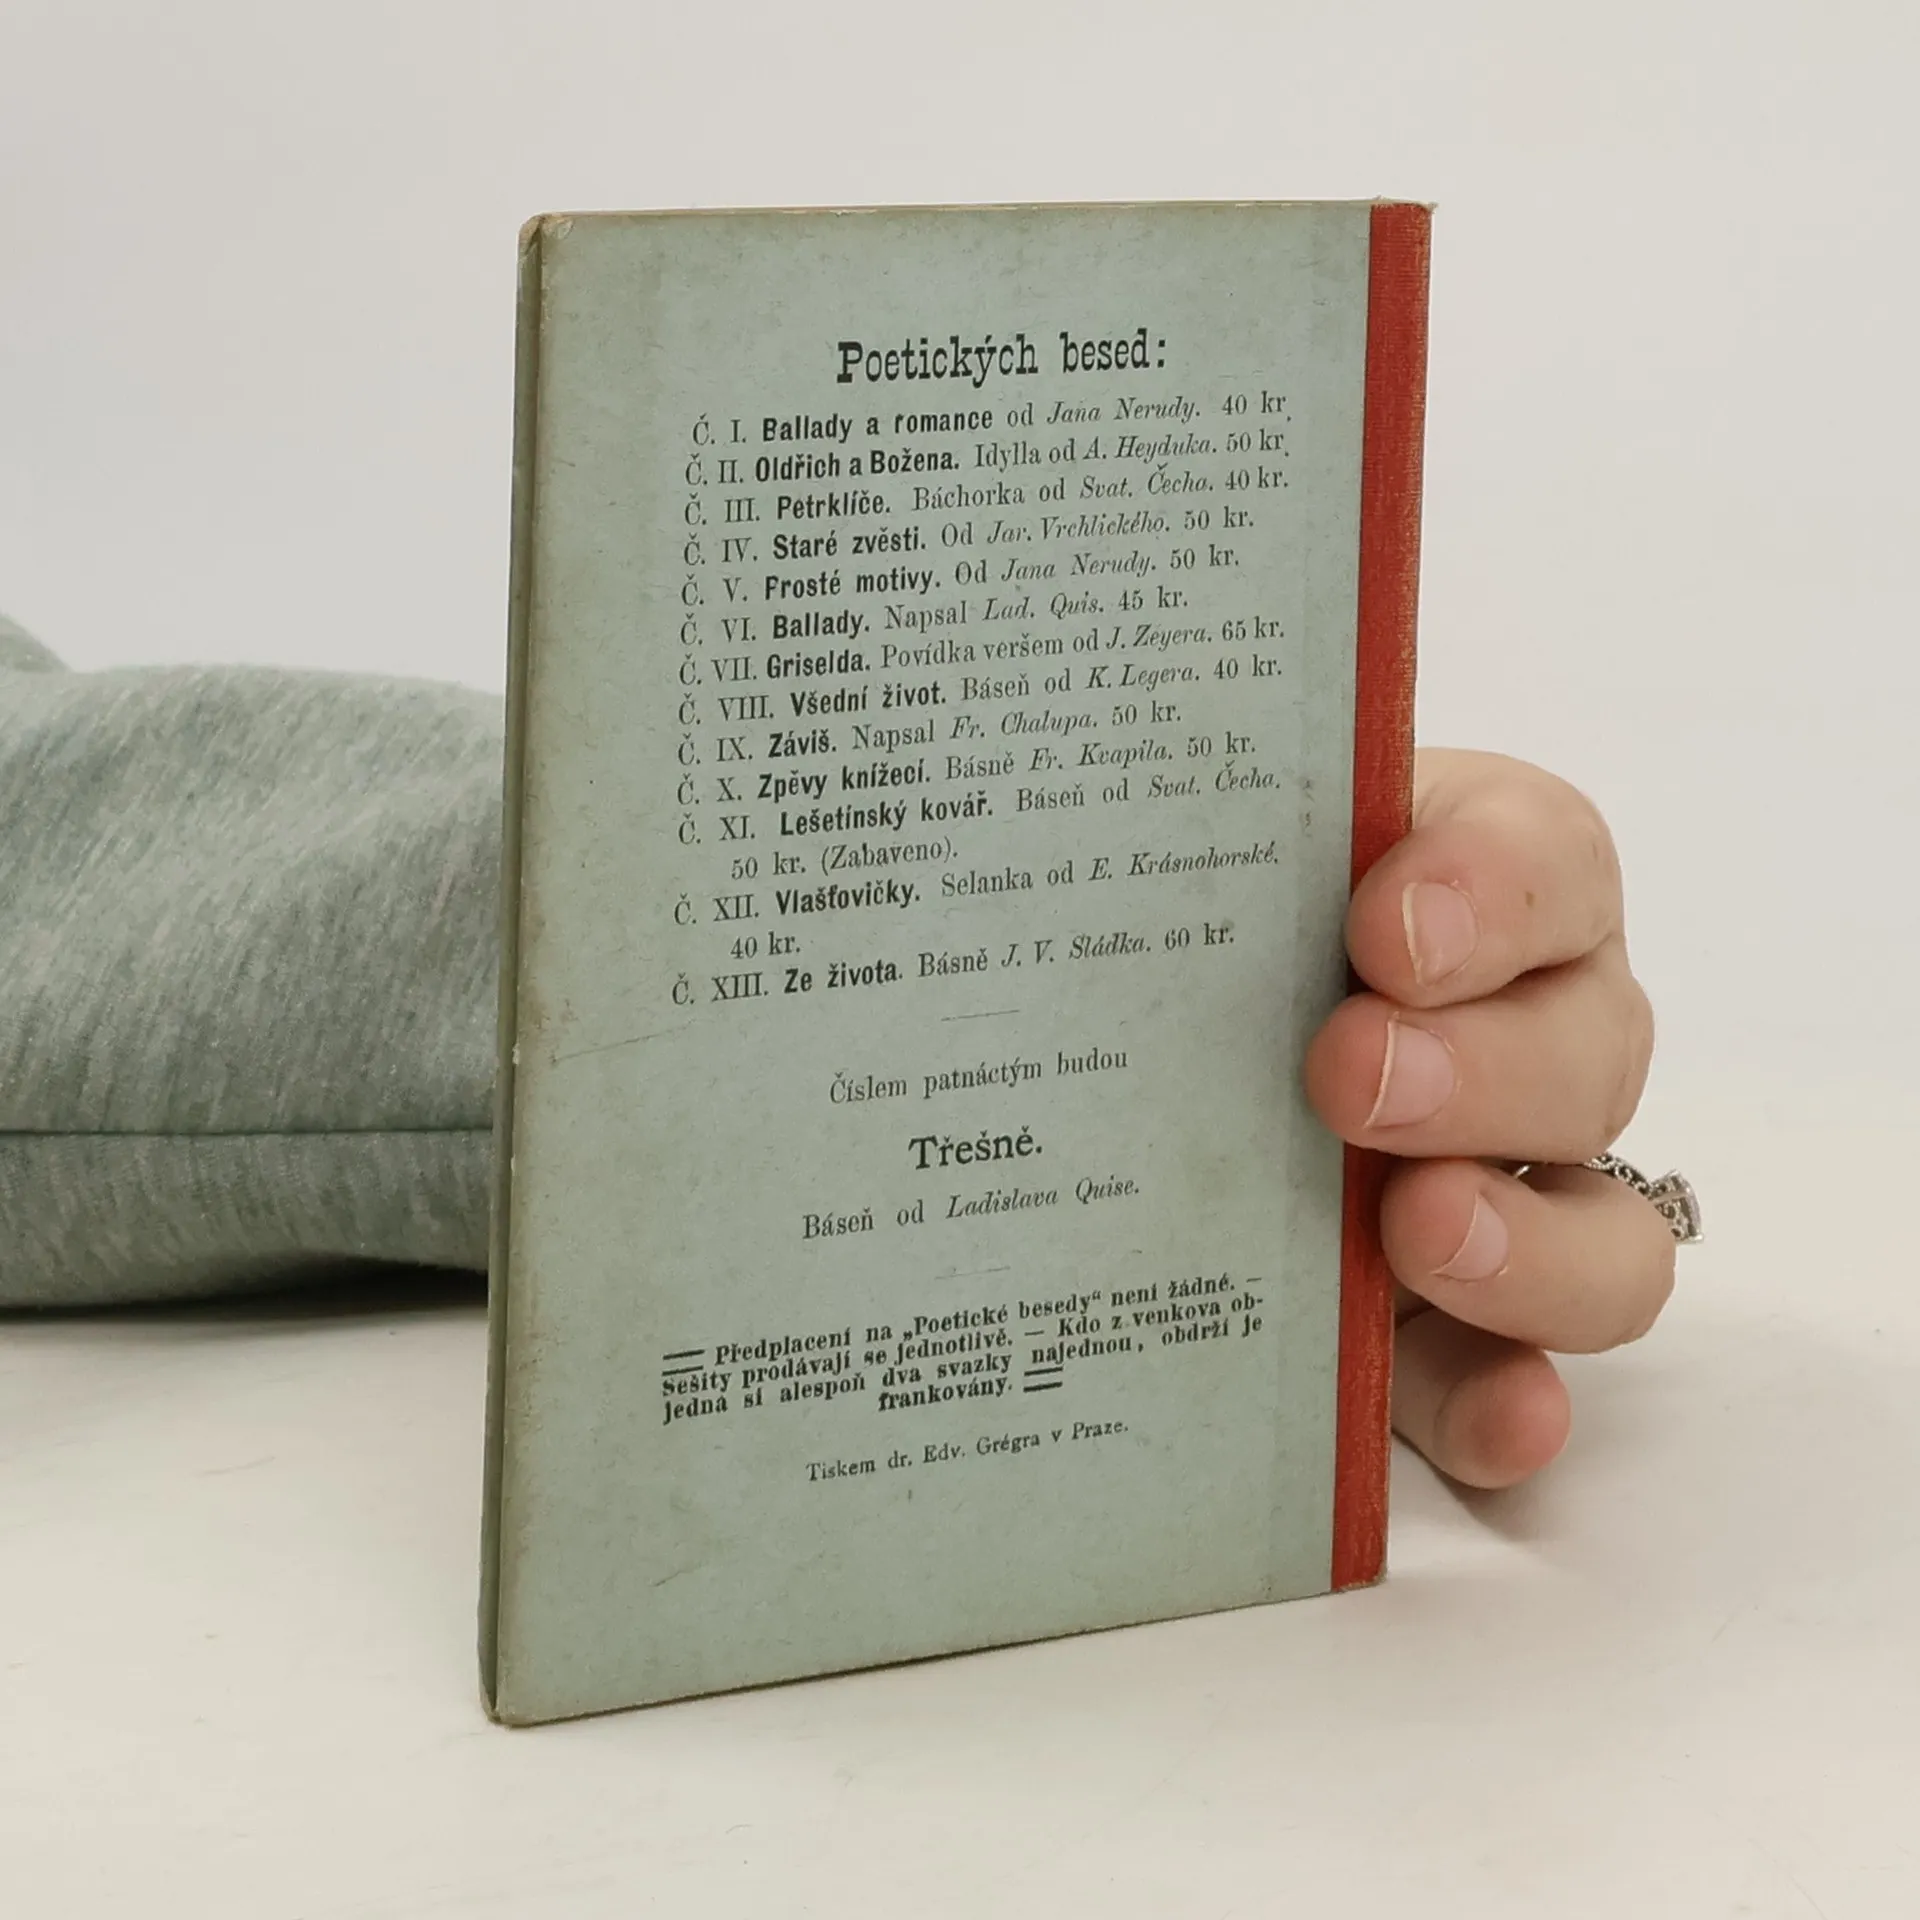 Poetických besed:
Č. I. Ballady a romance od Jana Nerudy. 40 kr.
Č. II. Oldřich a Božena. Idylla od A. Heyduka. 50 kr.
Č. III. Petrklíče. Báchorka od Svat. Čecha. 40 kr.
Č. IV. Staré zvěsti. Od Jar. Vrchlického. 50 kr.
Č. V. Prosté motivy. Od Jana Nerudy. 50 kr.
Č. VI. Ballady. Napsal Lad. Quis. 45 kr.
Č. VII. Griselda. Povídka veršem od J. Zeyera. 65 kr.
Č. VIII. Všední život. Báseň od K. Legera. 40 kr.
Č. IX. Záviš. Napsal Fr. Chalupa. 50 kr.
Č. X. Zpěvy knížecí. Básně Fr. Kvapila. 50 kr.
Č. XI. Lešetínský kovář. Báseň od Svat. Čecha.
50 kr. (Zabaveno).
Č. XII. Vlašťovičky. Selanka od E. Krásnohorské.
40 kr.
Č. XIII. Ze života. Básně J. V. Sládka. 60 kr.
Číslem patnáctým budou
Třešně.
Báseň od Ladislava Quise.
Předplacení na „Poetické besedy“ není žádné. —
Sešity prodávají se jednotlivě. — Kdo z venkova ob-
jedná si alespoň dva svazky najednou, obdrží je
frankovány.
Tiskem dr. Edv. Grégra v Praze.